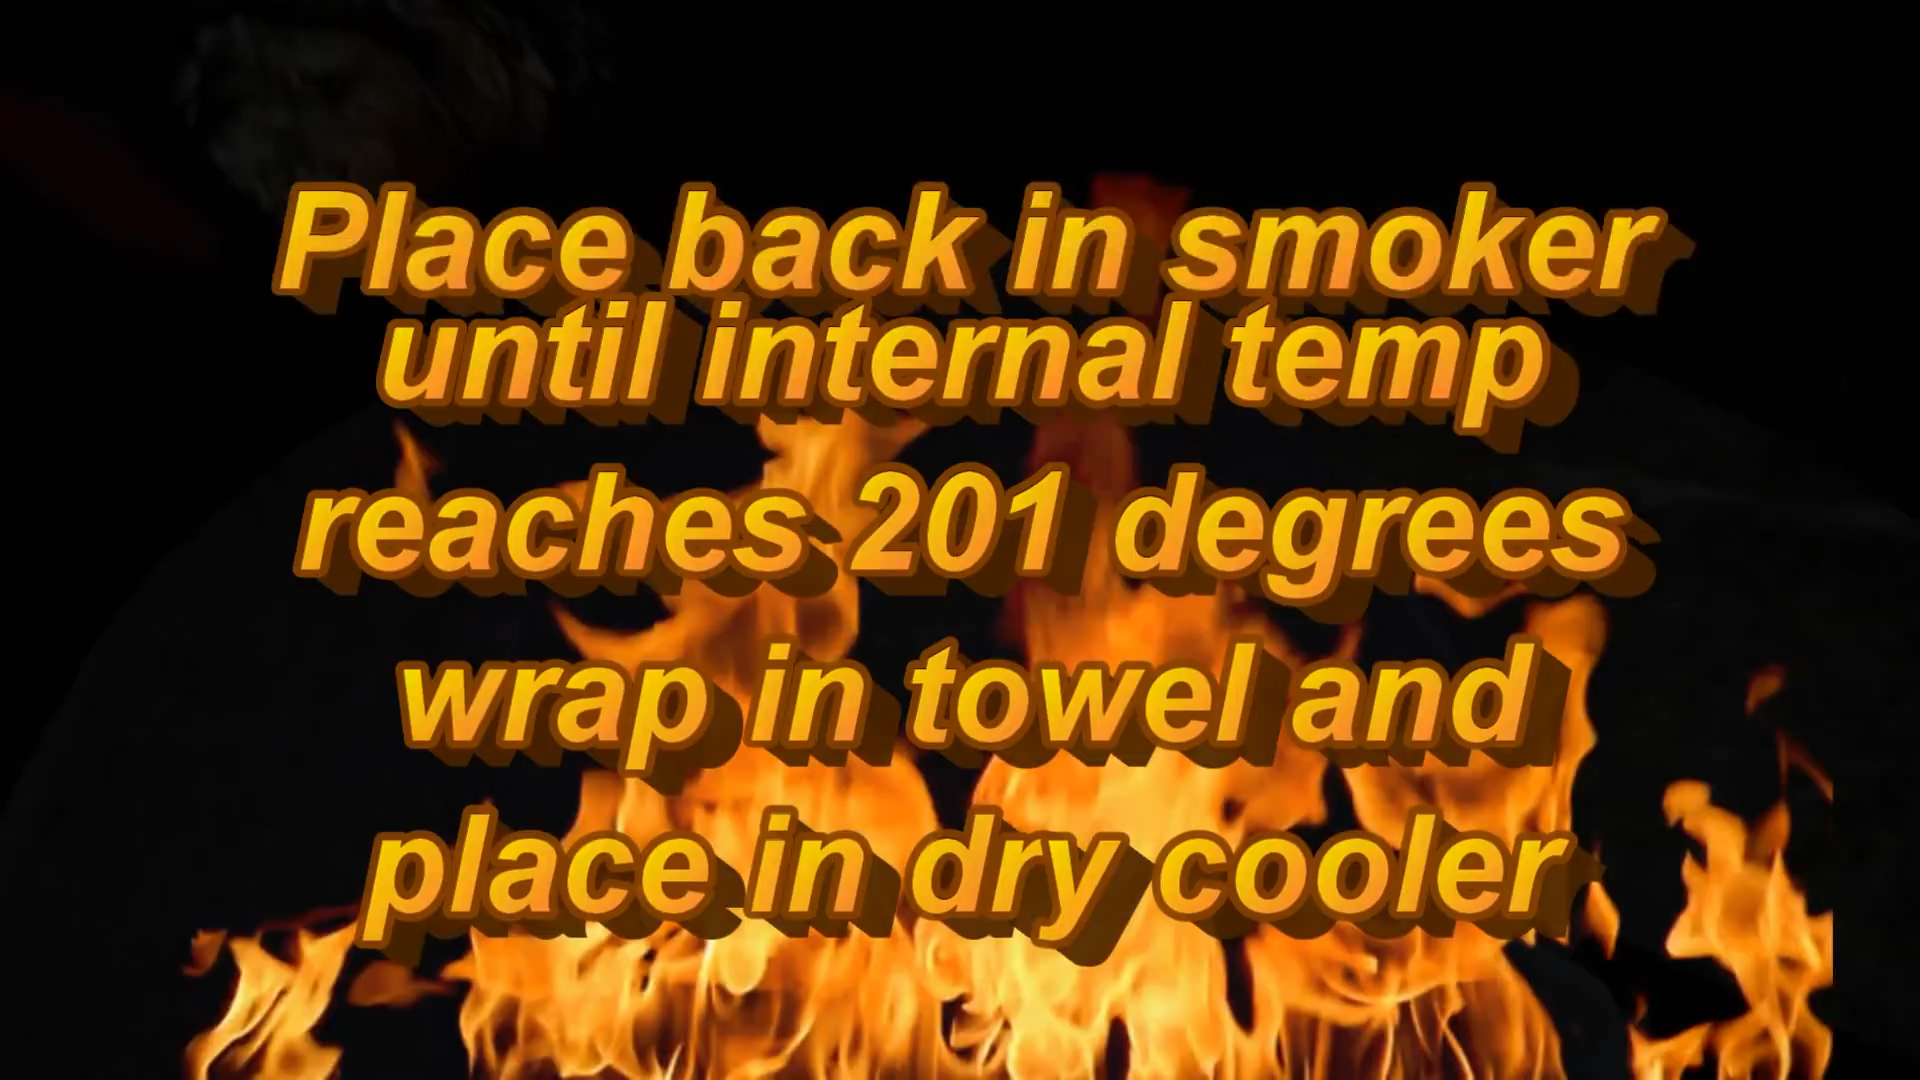 Place back in smoker
until internal temp
reaches 201 degrees
wrap in towel and
place in dry cooler